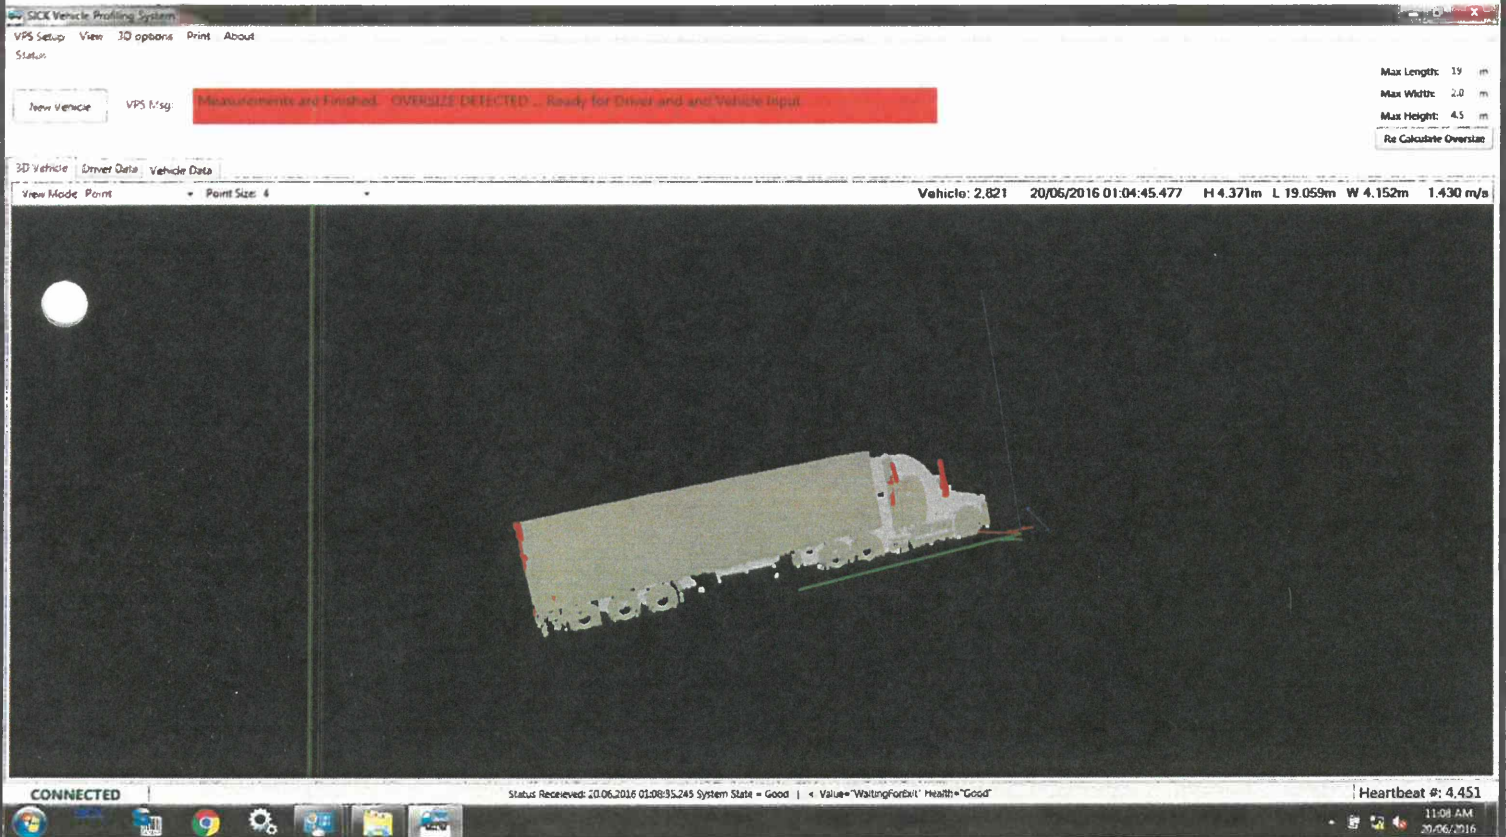 SICK Vehicle Profiling System
VPS Setup View 3D options Print About
Status
Max Length: 19 m
New Vehicle VPS Msg: Measurements are Finished. OVERSIZE DETECTED ... Ready for Driver and and Vehicle Input
Max Width: 2.0 m
Max Height: 4.5 m
Re Calculate Oversize
3D Vehicle Driver Data Vehicle Data
View Mode Point Point Size: 4 Vehicle: 2,821 20/06/2016 01:04:45.477 H 4.371m L 19.059m W 4.152m 1.430 m/s
CONNECTED Status Receieved: 20.06.2016 01:08:35.245 System State = Good | < Value="WaitingForExit" Health="Good" Heartbeat #: 4,451
11:08 AM
20/06/2016